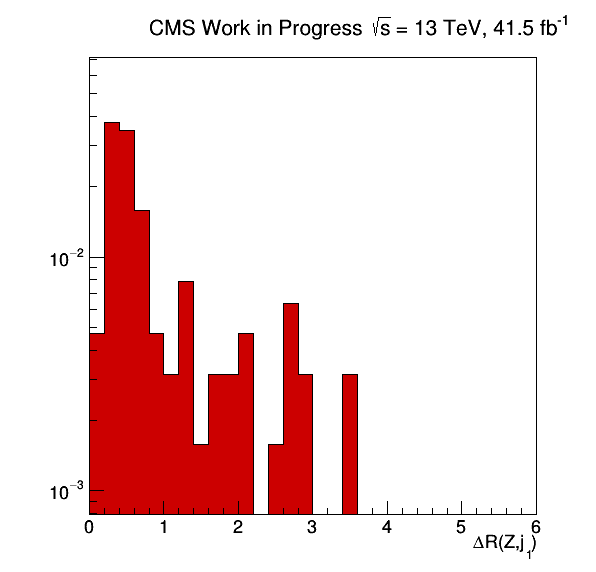 CMS Work in Progress √s = 13 TeV, 41.5 fb⁻¹
10⁻²
10⁻³
0 1 2 3 4 5 6
ΔR(Z,j₁)